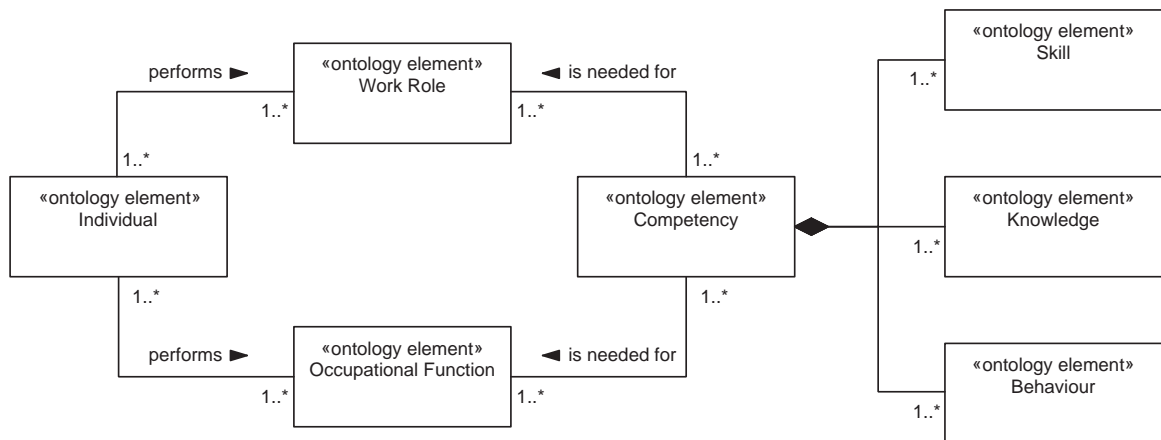 «ontology element»
Skill
1..*
«ontology element»
Work Role
performs ►
◄ is needed for
1..*
1..*
1..*
1..*
«ontology element»
Individual
«ontology element»
Competency
«ontology element»
Knowledge
1..*
1..*
1..*
performs ►
◄ is needed for
«ontology element»
Occupational Function
1..*
1..*
«ontology element»
Behaviour
1..*